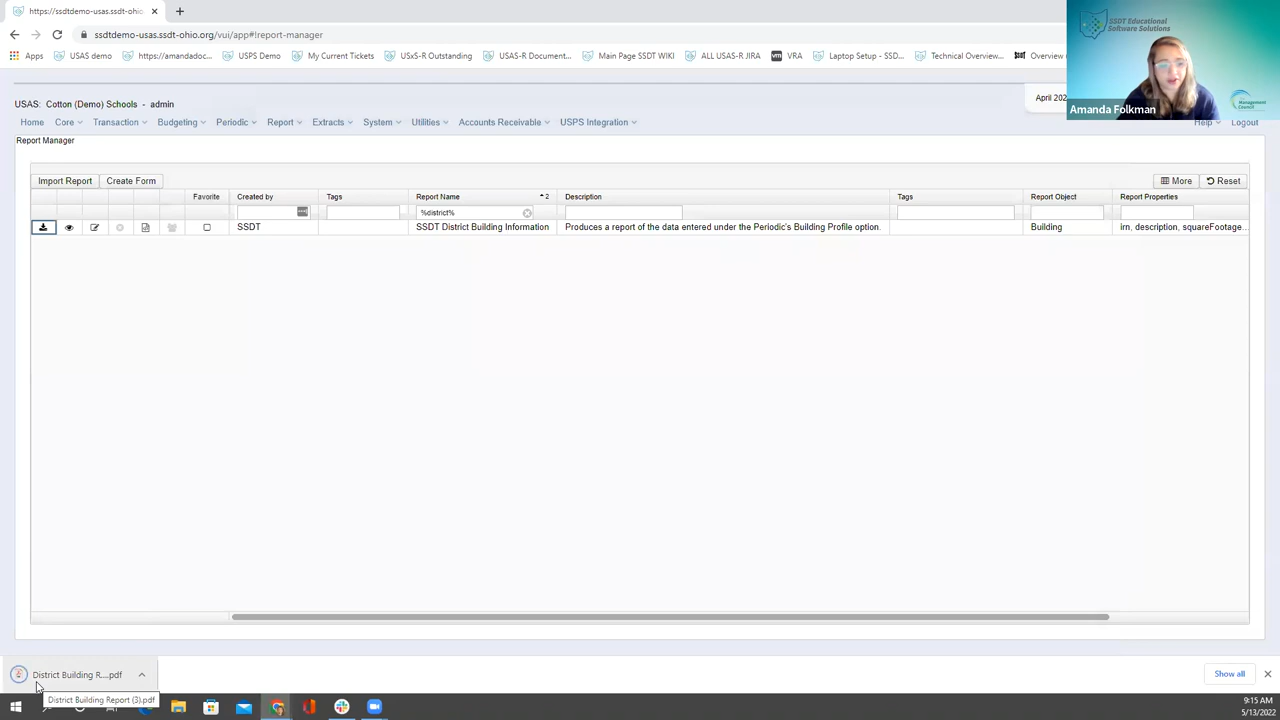 https://ssdtdemo-usas.ssdt-ohio
ssdtdemo-usas.ssdt-ohio.org/vui/app#!report-manager
Apps USAS demo https://amandadoc... USPS Demo My Current Tickets USxS-R Outstanding USAS-R Document... Main Page SSDT WIKI ALL USAS-R JIRA VRA Laptop Setup - SSD... Technical Overview... Overview
SSDT Educational
Software Solutions
Management
Council
Amanda Folkman
USAS: Cotton (Demo) Schools - admin
April 202
Home Core Transaction Budgeting Periodic Report Extracts System Utilities Accounts Receivable USPS Integration Help Logout
Report Manager
Import Report Create Form More Reset
Favorite Created by Tags Report Name 2 Description Tags Report Object Report Properties
%district%
SSDT SSDT District Building Information Produces a report of the data entered under the Periodic's Building Profile option. Building irn, description, squareFootage...
District Building R....pdf Show all
District Building Report (3).pdf
9:15 AM
5/13/2022